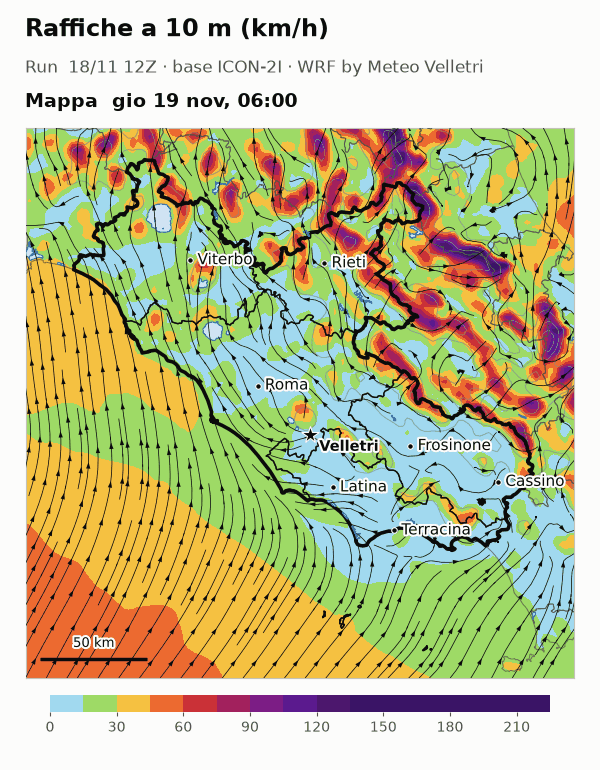 Raffiche a 10 m (km/h)
Run  18/11 12Z · base ICON-2I · WRF by Meteo Velletri
Mappa  gio 19 nov, 06:00
Viterbo
Rieti
Roma
Velletri
Frosinone
Latina
Cassino
Terracina
50 km
0 30 60 90 120 150 180 210